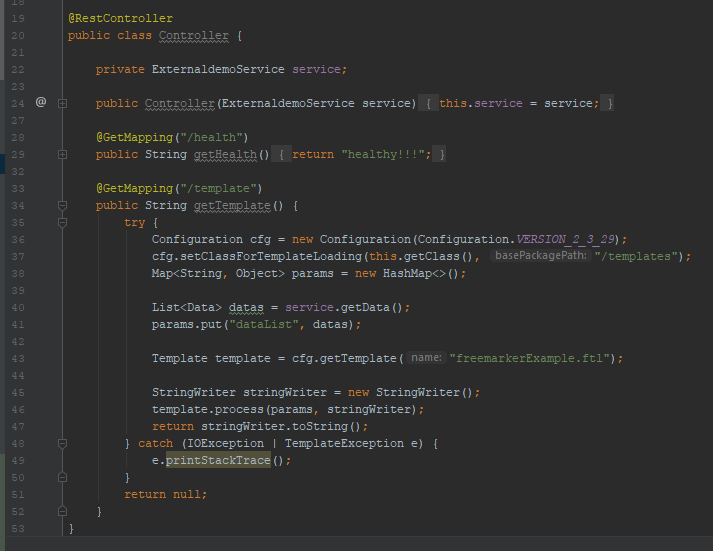 18
19 @RestController
20 public class Controller {
21
22 private ExternaldemoService service;
23
24 @ public Controller(ExternaldemoService service) { this.service = service; }
27
28 @GetMapping("/health")
29 public String getHealth() { return "healthy!!!"; }
32
33 @GetMapping("/template")
34 public String getTemplate() {
35 try {
36 Configuration cfg = new Configuration(Configuration.VERSION_2_3_29);
37 cfg.setClassForTemplateLoading(this.getClass(), basePackagePath: "/templates");
38 Map<String, Object> params = new HashMap<>();
39
40 List<Data> datas = service.getData();
41 params.put("dataList", datas);
42
43 Template template = cfg.getTemplate( name: "freemarkerExample.ftl");
44
45 StringWriter stringWriter = new StringWriter();
46 template.process(params, stringWriter);
47 return stringWriter.toString();
48 } catch (IOException | TemplateException e) {
49 e.printStackTrace();
50 }
51 return null;
52 }
53 }